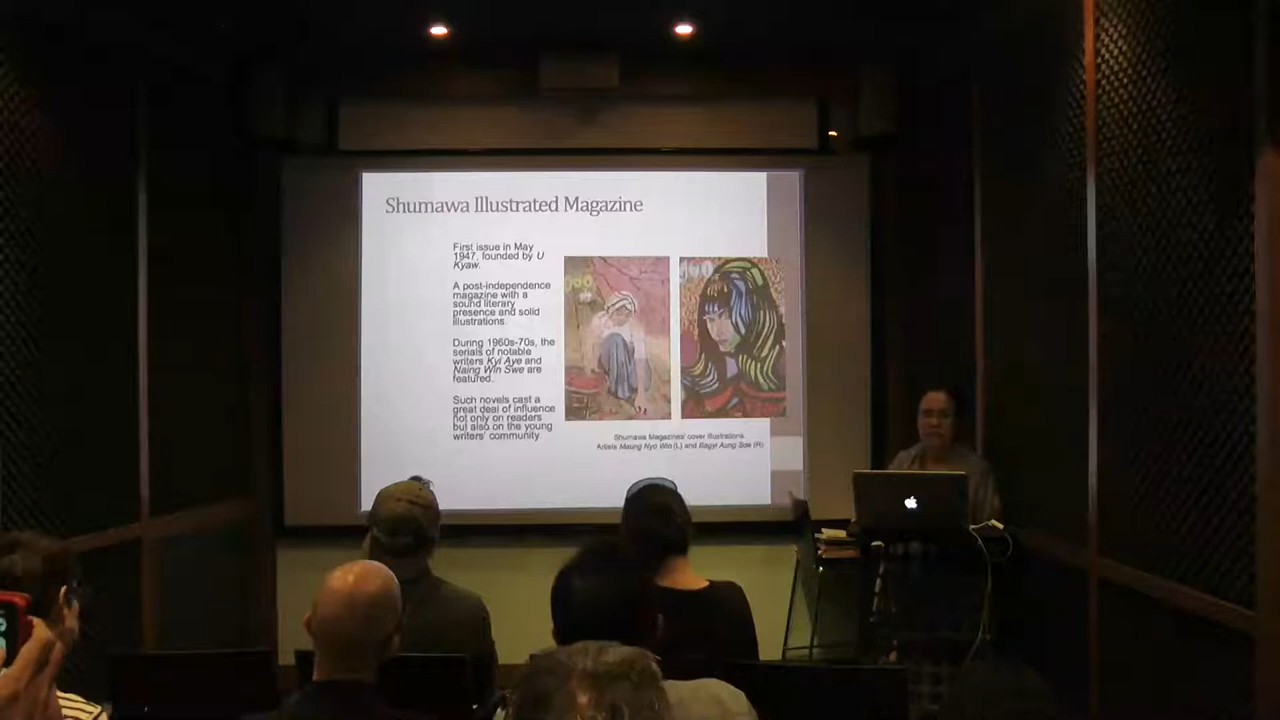 Shumawa Illustrated Magazine
First issue in May
1947, founded by U
Kyaw.
A post-independence
magazine with a
sound literary
presence and solid
illustrations.
During 1960s-70s, the
serials of notable
writers Kyi Aye and
Naing Win Swe are
featured.
Such novels cast a
great deal of influence
not only on readers
but also on the young
writers' community
Shumawa Magazines' cover illustrations.
Artists Maung Nyo Win (L) and Bagyi Aung Soe (R)